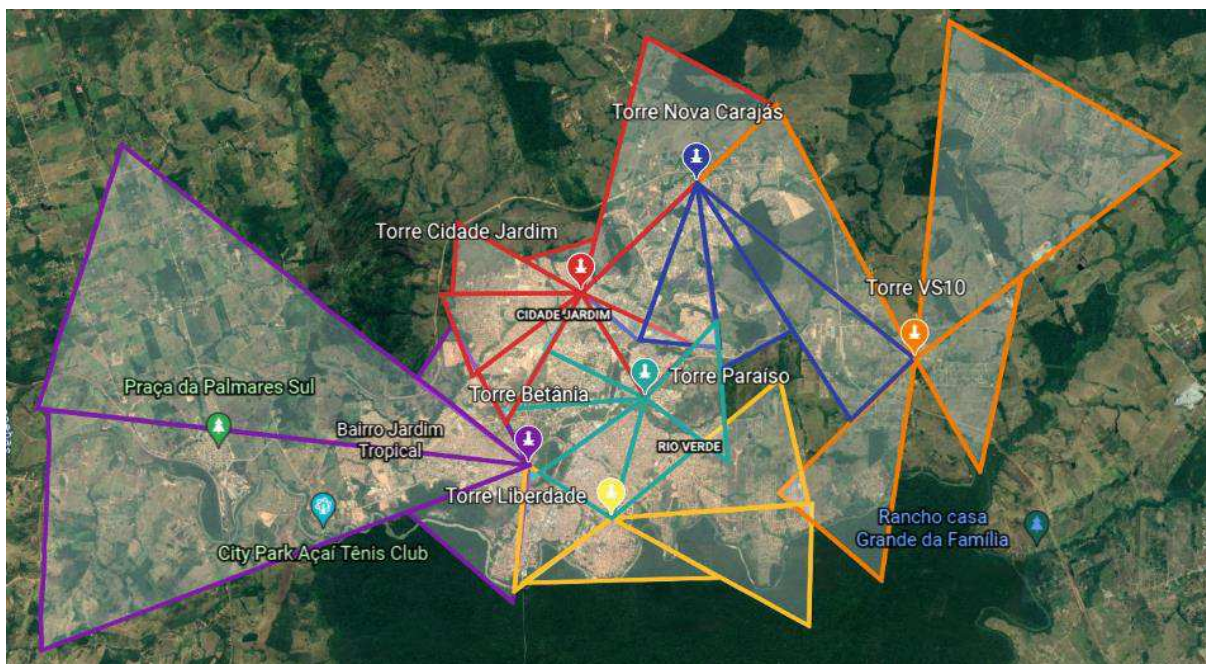 Torre Nova Carajás
Torre Cidade Jardim
Torre VS10
CIDADE JARDIM
Torre Paraíso
Praça da Palmares Sul
Torre Betânia
Bairro Jardim
Tropical
RIO VERDE
Torre Liberdade
Rancho casa
Grande da Família
City Park Açaí Tênis Club